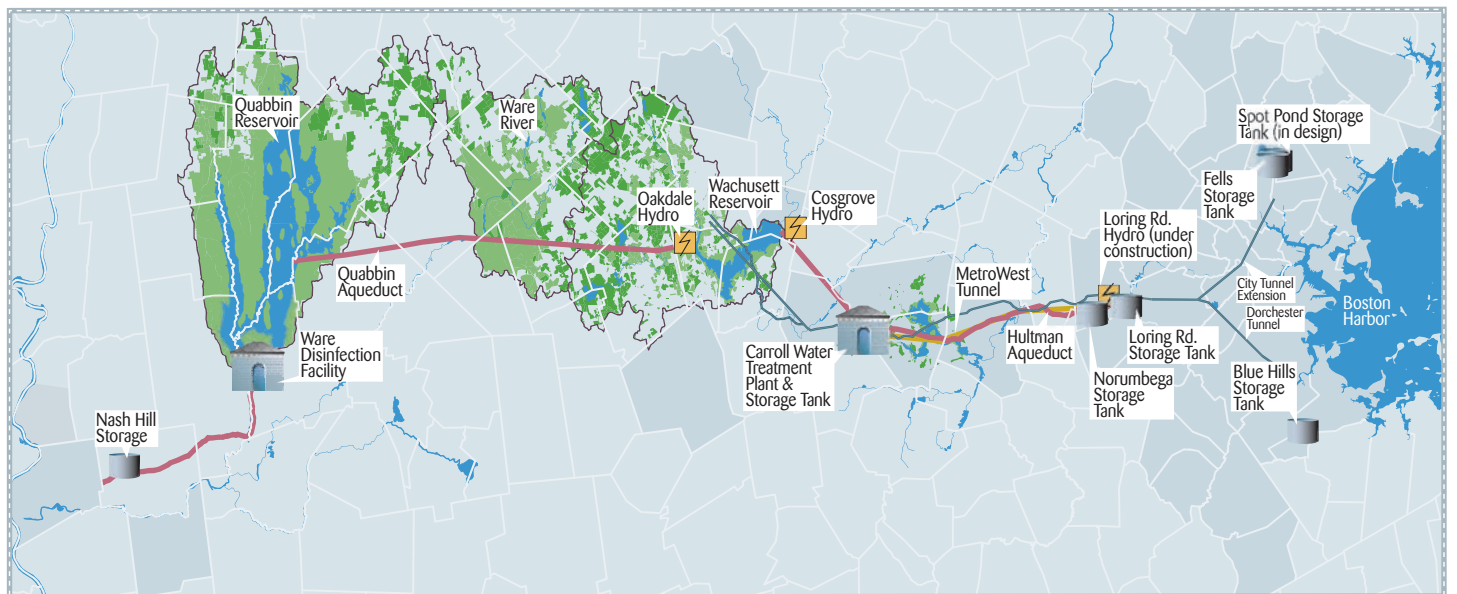 Quabbin
Reservoir
Ware
River
Spot Pond Storage
Tank (in design)
Fells
Storage
Tank
Oakdale
Hydro
Wachusett
Reservoir
Cosgrove
Hydro
Loring Rd.
Hydro (under
construction)
Quabbin
Aqueduct
MetroWest
Tunnel
City Tunnel
Extension
Dorchester
Tunnel
Boston
Harbor
Ware
Disinfection
Facility
Carroll Water
Treatment
Plant &
Storage Tank
Hultman
Aqueduct
Loring Rd.
Storage Tank
Norumbega
Storage
Tank
Blue Hills
Storage
Tank
Nash Hill
Storage